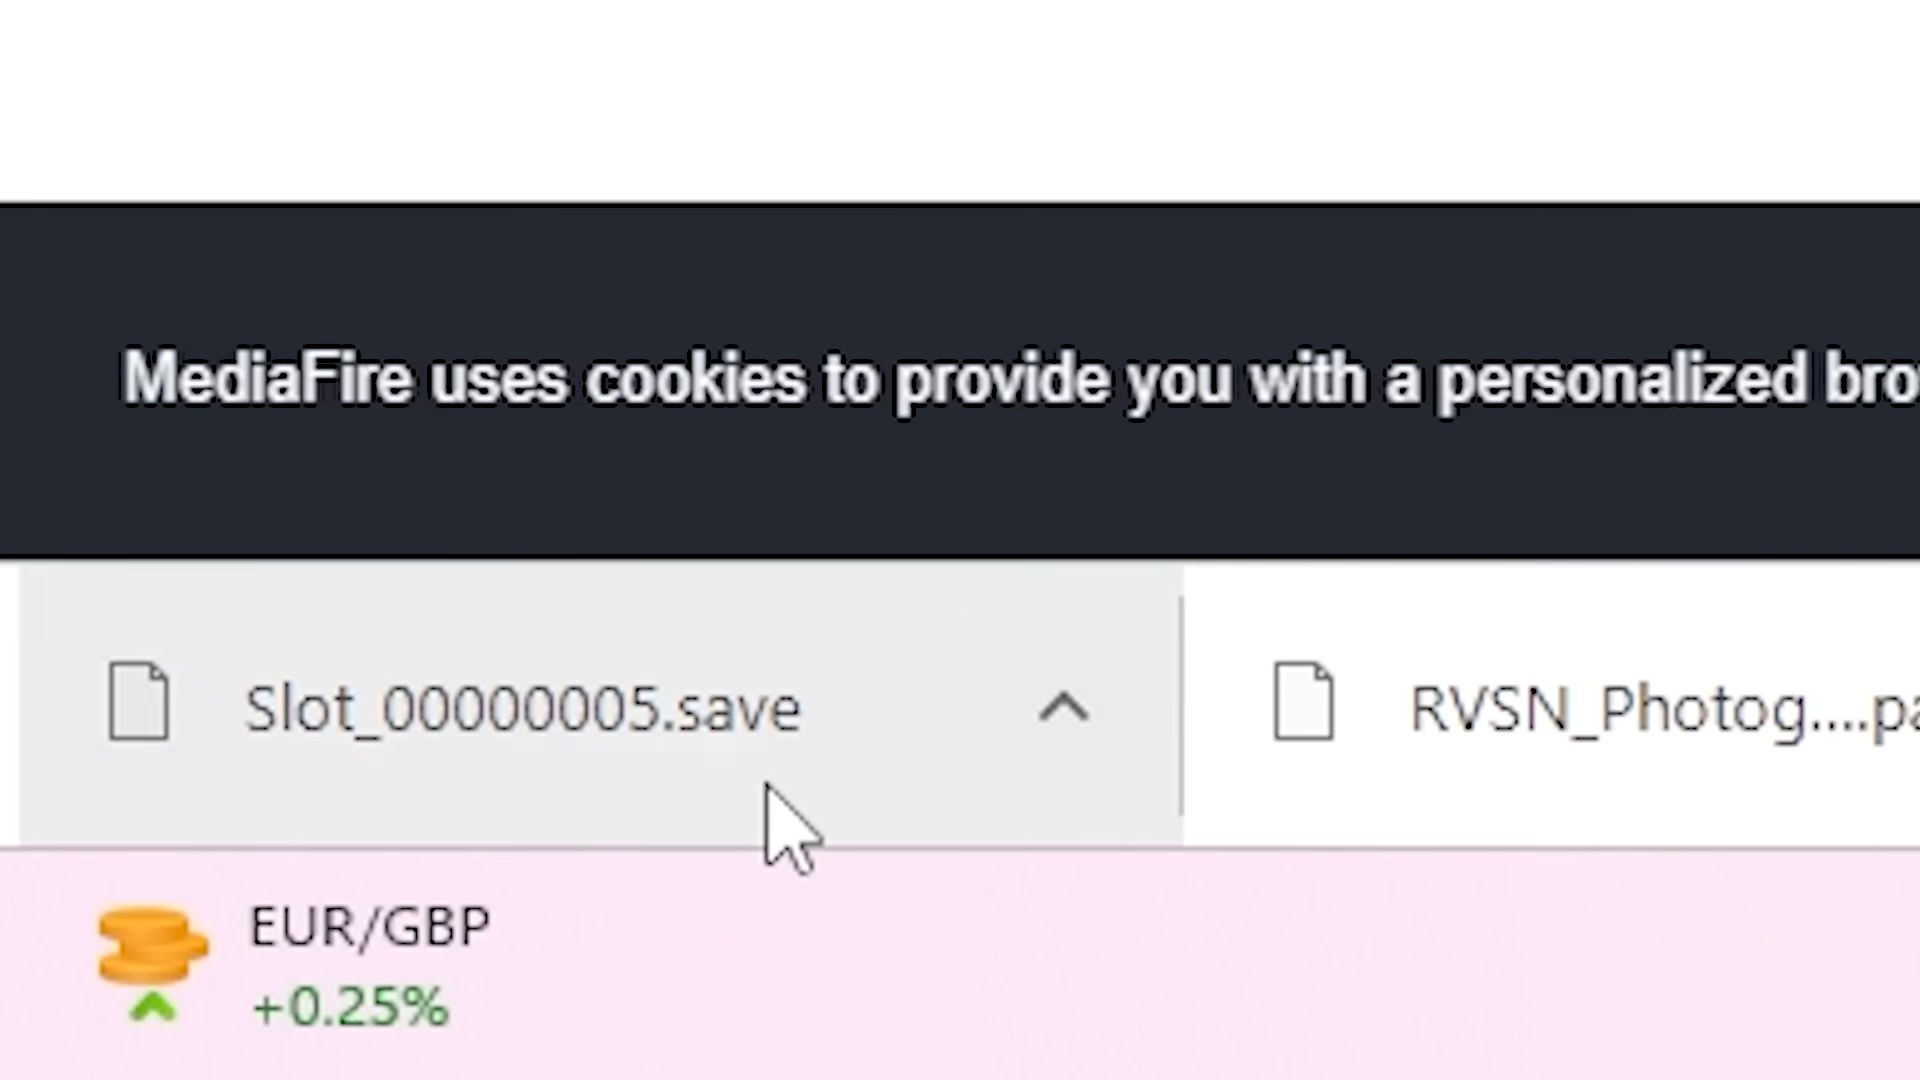 MediaFire uses cookies to provide you with a personalized bro
Slot_00000005.save
RVSN_Photog....pa
EUR/GBP
+0.25%